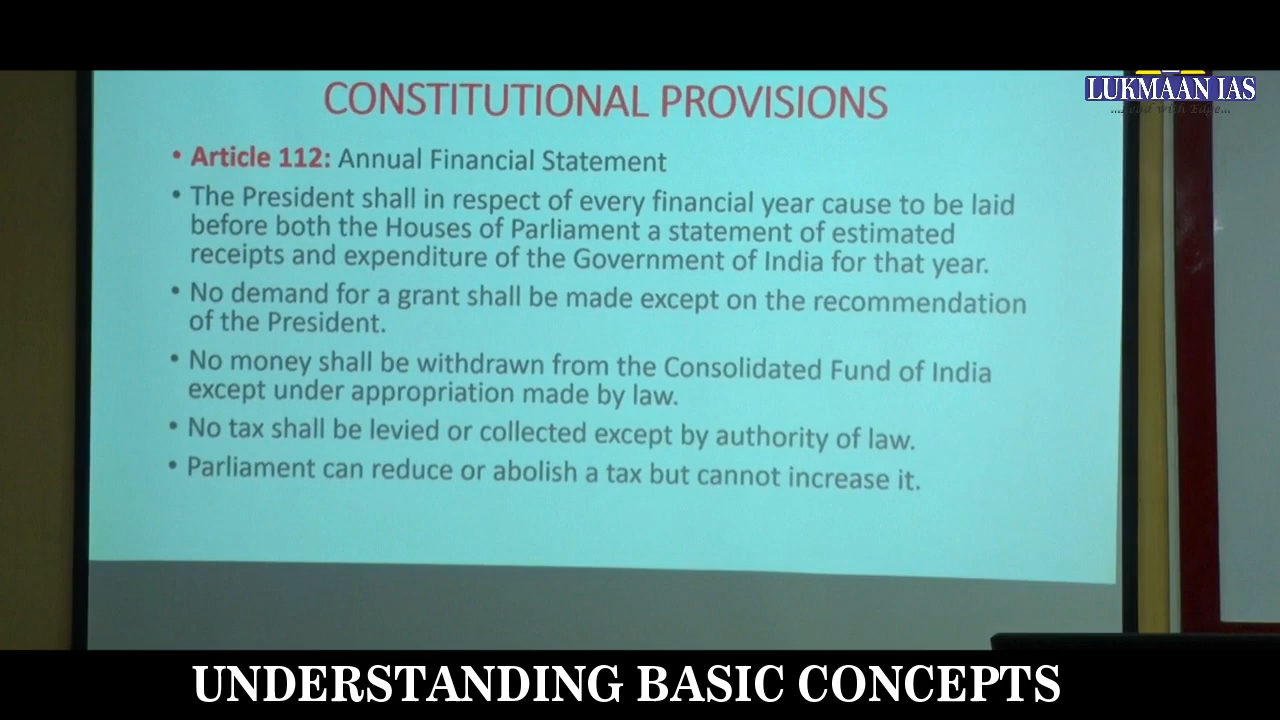 LUKMAAN IAS
...Lead with Edge...
CONSTITUTIONAL PROVISIONS
• Article 112: Annual Financial Statement
• The President shall in respect of every financial year cause to be laid
before both the Houses of Parliament a statement of estimated
receipts and expenditure of the Government of India for that year.
• No demand for a grant shall be made except on the recommendation
of the President.
• No money shall be withdrawn from the Consolidated Fund of India
except under appropriation made by law.
• No tax shall be levied or collected except by authority of law.
• Parliament can reduce or abolish a tax but cannot increase it.
UNDERSTANDING BASIC CONCEPTS